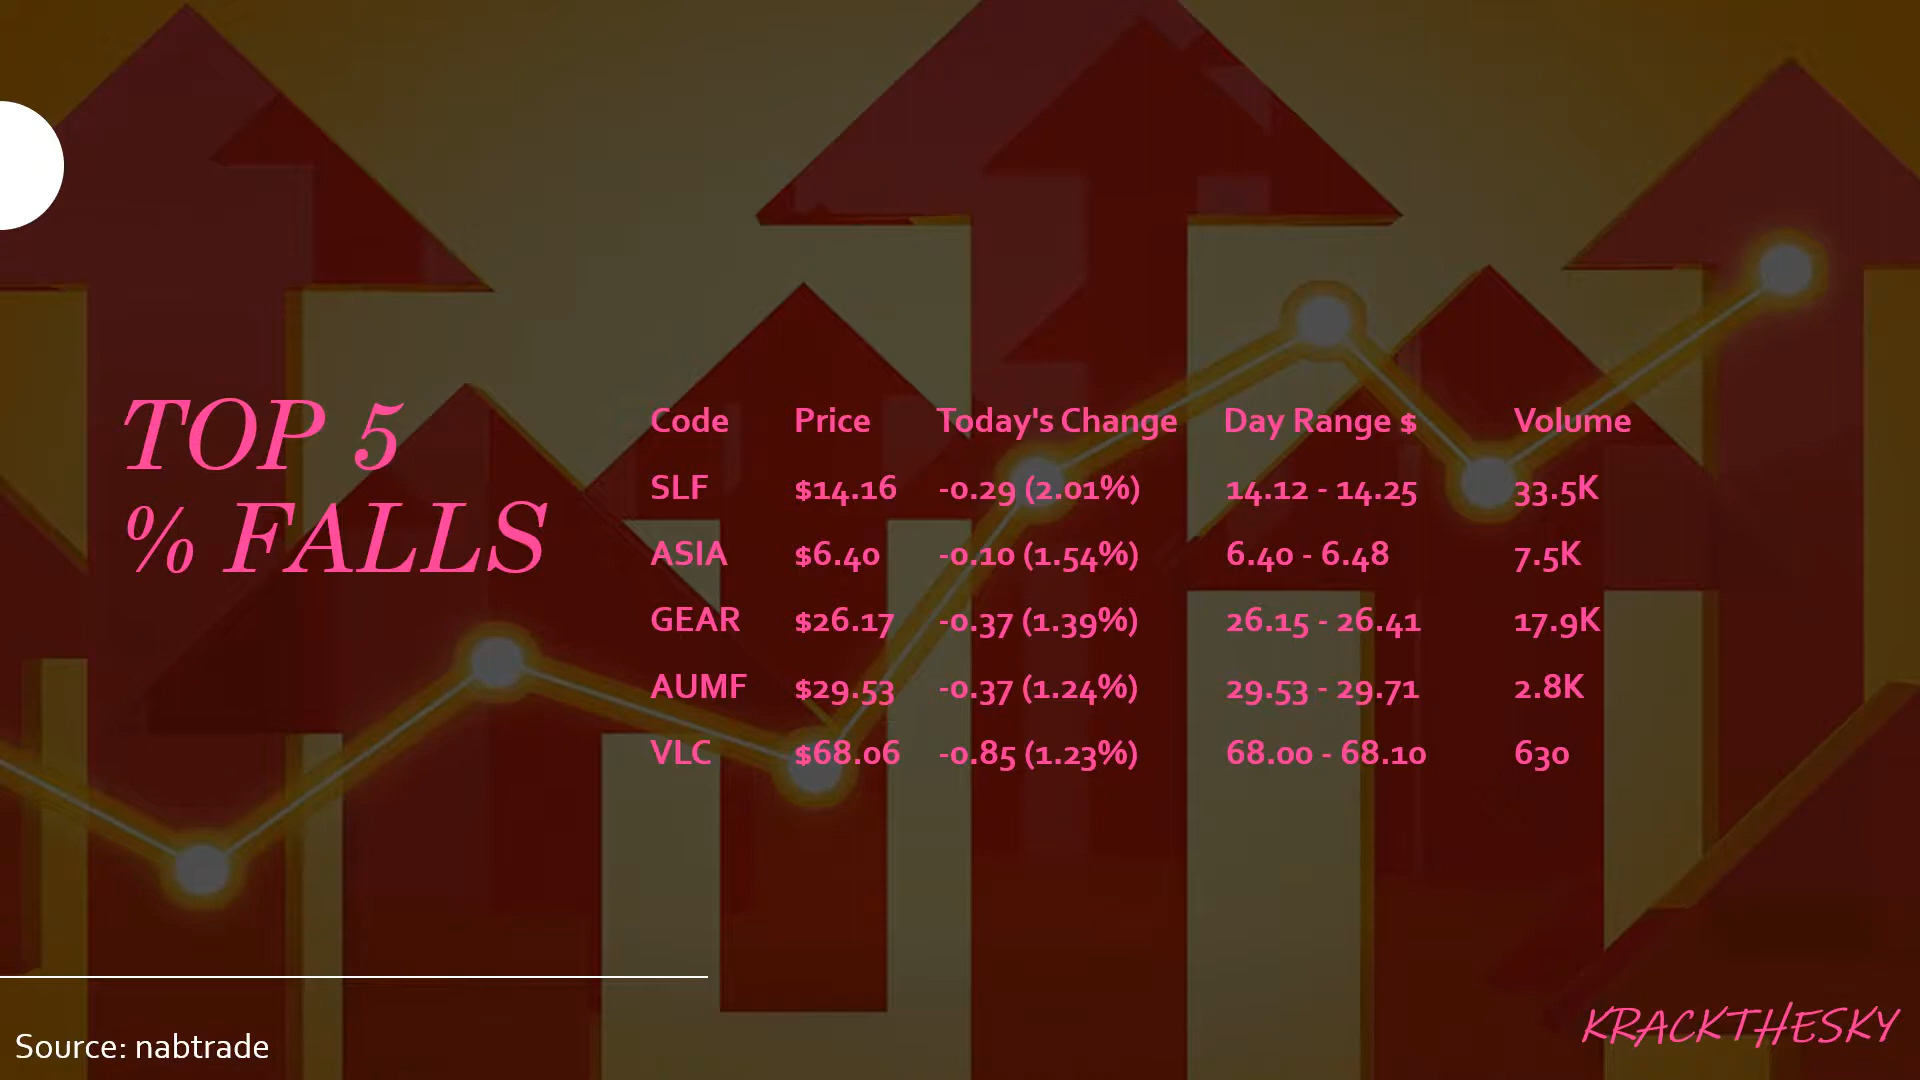 TOP 5
% FALLS
Code Price Today's Change Day Range $ Volume
SLF $14.16 -0.29 (2.01%) 14.12 - 14.25 33.5K
ASIA $6.40 -0.10 (1.54%) 6.40 - 6.48 7.5K
GEAR $26.17 -0.37 (1.39%) 26.15 - 26.41 17.9K
AUMF $29.53 -0.37 (1.24%) 29.53 - 29.71 2.8K
VLC $68.06 -0.85 (1.23%) 68.00 - 68.10 630
Source: nabtrade
KRACKTHESKY